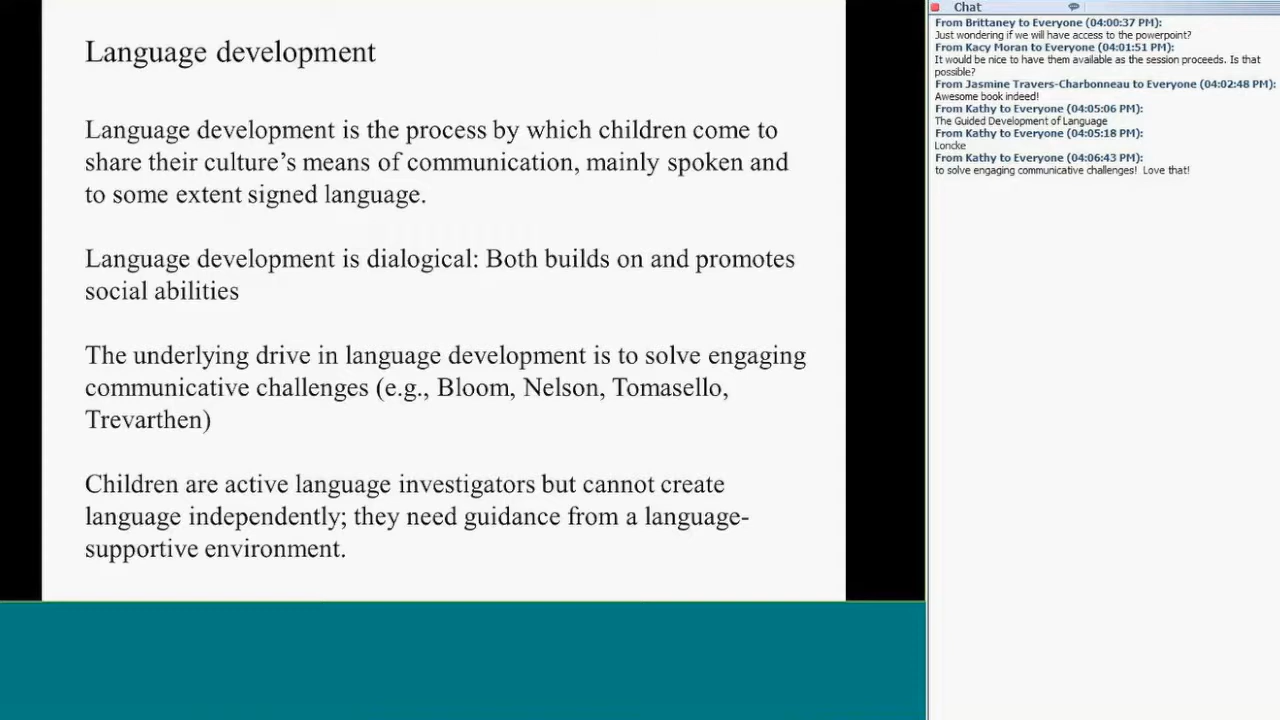 Language development
Language development is the process by which children come to
share their culture’s means of communication, mainly spoken and
to some extent signed language.
Language development is dialogical: Both builds on and promotes
social abilities
The underlying drive in language development is to solve engaging
communicative challenges (e.g., Bloom, Nelson, Tomasello,
Trevarthen)
Children are active language investigators but cannot create
language independently; they need guidance from a language-
supportive environment.
Chat
From Brittaney to Everyone (04:00:37 PM):
Just wondering if we will have access to the powerpoint?
From Kacy Moran to Everyone (04:01:51 PM):
It would be nice to have them available as the session proceeds. Is that
possible?
From Jasmine Travers-Charbonneau to Everyone (04:02:48 PM):
Awesome book indeed!
From Kathy to Everyone (04:05:06 PM):
The Guided Development of Language
From Kathy to Everyone (04:05:18 PM):
Loncke
From Kathy to Everyone (04:06:43 PM):
to solve engaging communicative challenges! Love that!